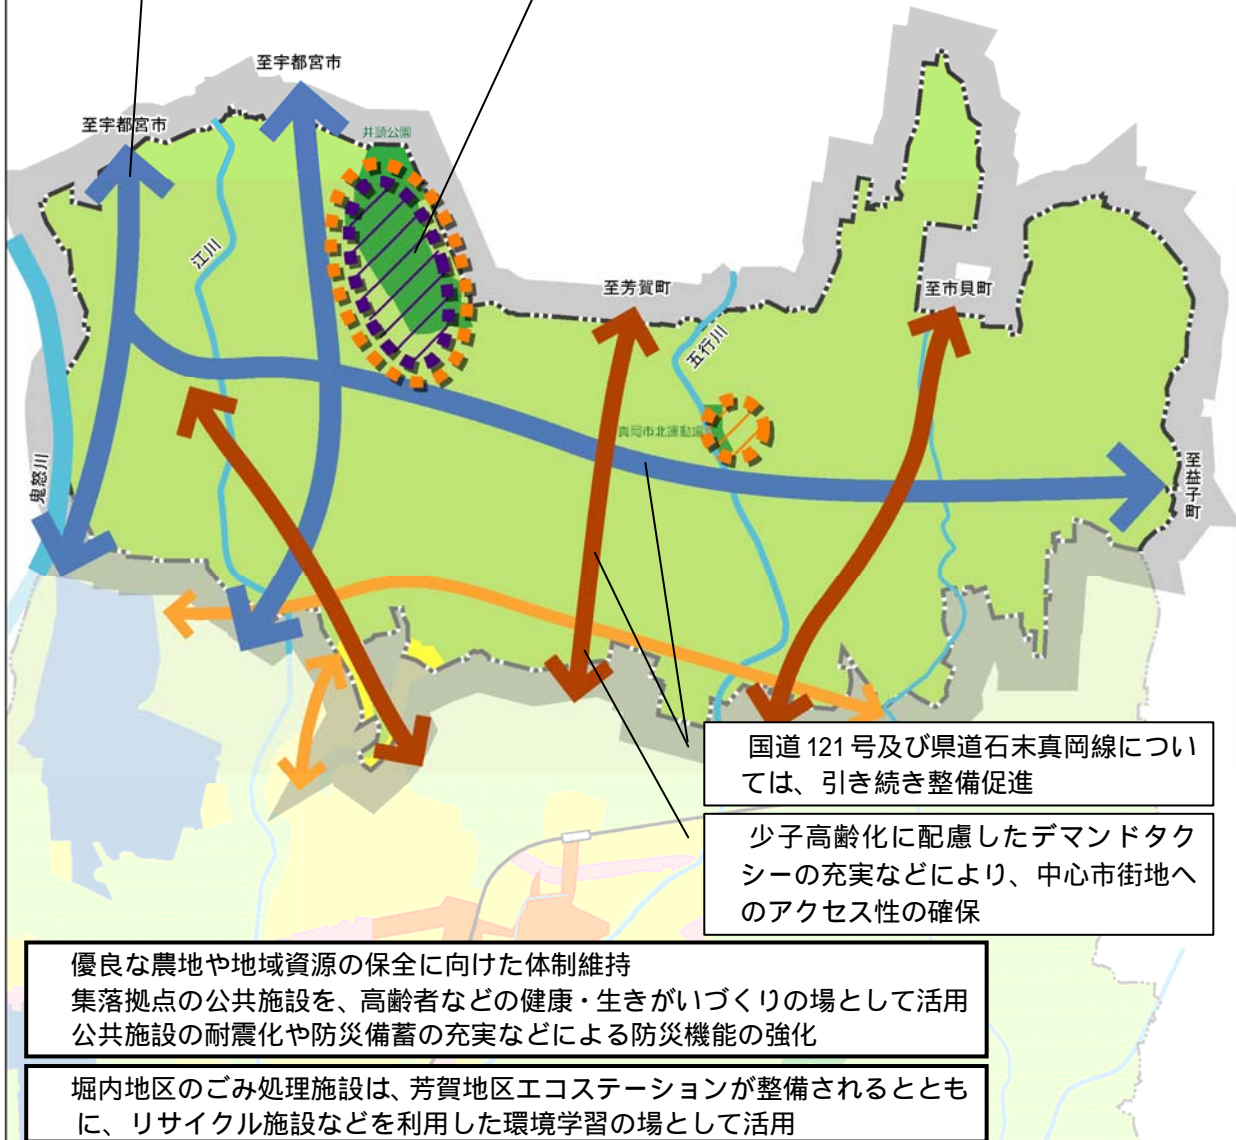 至宇都宮市
至宇都宮市
井頭公園
江川
至芳賀町
至市貝町
五行川
真岡市北運動場
鬼怒川
至益子町
国道121号及び県道石末真岡線につい
ては、引き続き整備促進
少子高齢化に配慮したデマンドタク
シーの充実などにより、中心市街地へ
のアクセス性の確保
優良な農地や地域資源の保全に向けた体制維持
集落拠点の公共施設を、高齢者などの健康・生きがいづくりの場として活用
公共施設の耐震化や防災備蓄の充実などによる防災機能の強化
堀内地区のごみ処理施設は、芳賀地区エコステーションが整備されるととも
に、リサイクル施設などを利用した環境学習の場として活用